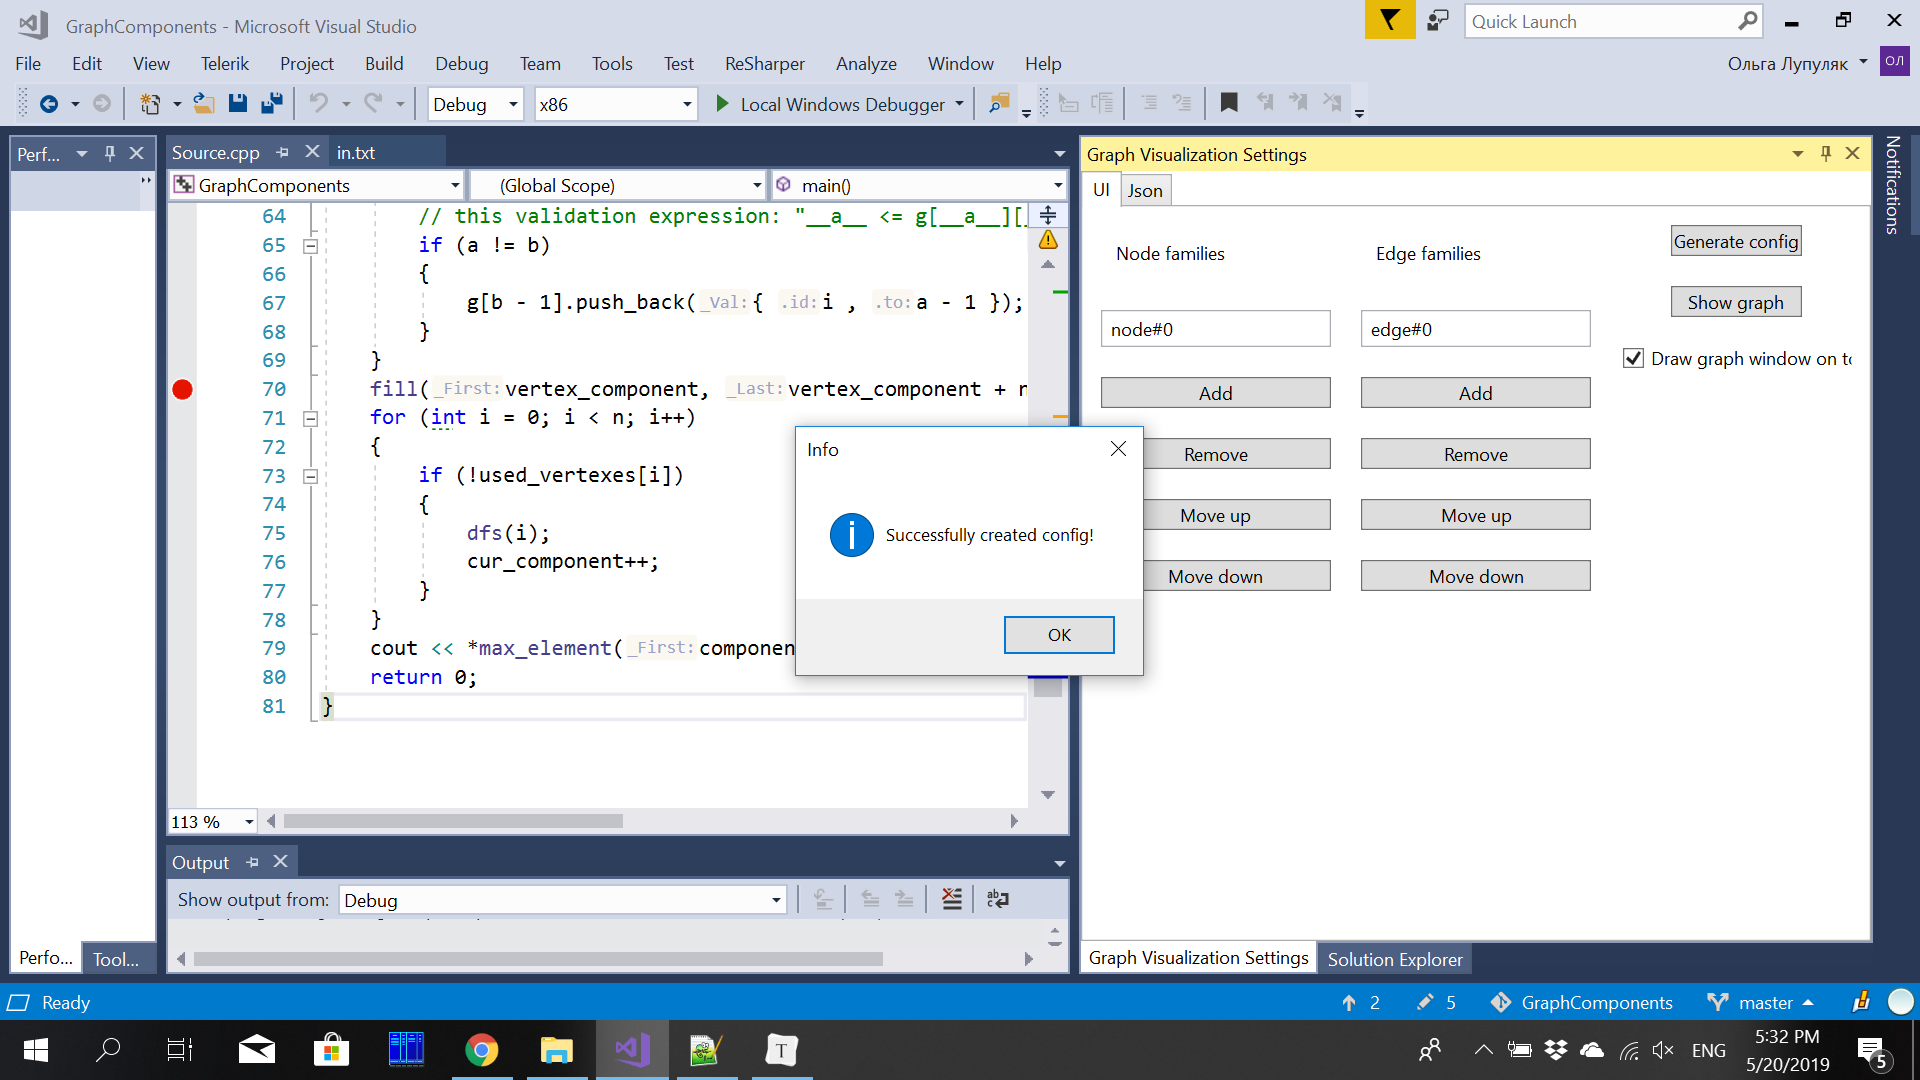 GraphComponents - Microsoft Visual Studio
Quick Launch
File Edit View Telerik Project Build Debug Team Tools Test ReSharper Analyze Window Help
Ольга Лупуляк ОЛ
Debug x86 Local Windows Debugger
Perf...
Source.cpp in.txt
GraphComponents (Global Scope) main()
64 // this validation expression: "__a__ <= g[__a__][
65 if (a != b)
66 {
67 g[b - 1].push_back(_Val:{ .id:i , .to:a - 1 });
68 }
69 }
70 fill(_First:vertex_component, _Last:vertex_component + n
71 for (int i = 0; i < n; i++)
72 {
73 if (!used_vertexes[i])
74 {
75 dfs(i);
76 cur_component++;
77 }
78 }
79 cout << *max_element(_First:componen
80 return 0;
81 }
113 %
Output
Show output from: Debug
Perfo... Tool...
Graph Visualization Settings
UI Json
Node families Edge families
Generate config
Show graph
node#0 edge#0
Draw graph window on to
Add Add
Remove Remove
Move up Move up
Move down Move down
Info
Successfully created config!
OK
Graph Visualization Settings Solution Explorer
Notifications
Ready 2 5 GraphComponents master
T
ENG
5:32 PM
5/20/2019
5